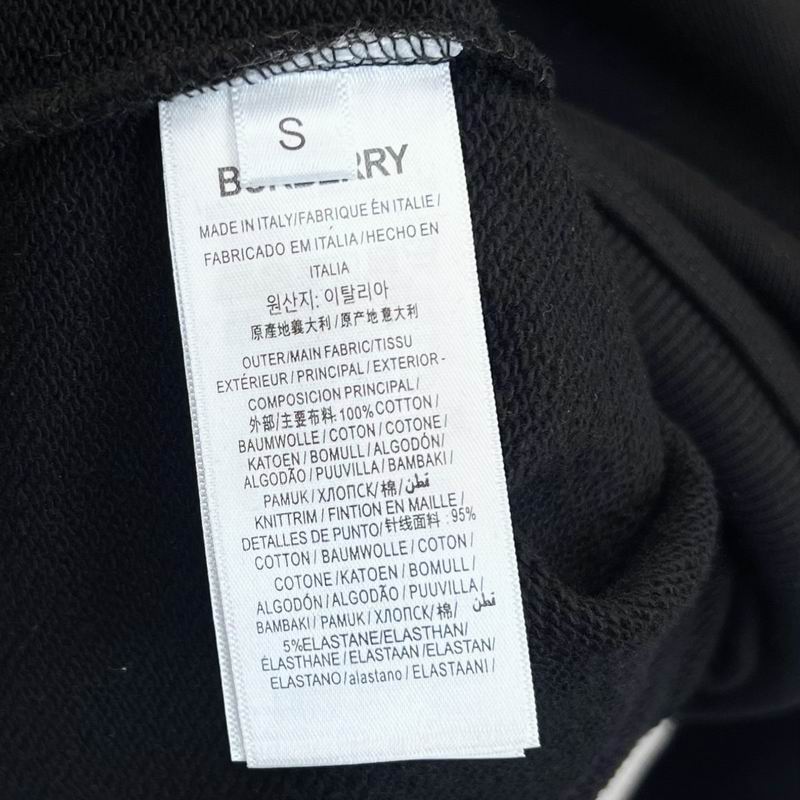 S
BURBERRY
MADE IN ITALY/FABRIQUE ÉN ITALIE/
FABRICADO EM ITÁLIA/HECHO EN
ITALIA
원산지: 이탈리아
原產地義大利/原产地意大利
OUTER/MAIN FABRIC/TISSU
EXTÉRIEUR/PRINCIPAL/EXTERIOR-
COMPOSICION PRINCIPAL/
外部/主要布料:100%COTTON/
BAUMWOLLE/COTON/COTONE/
KATOEN/BOMULL/ALGODÓN/
ALGODÃO/PUUVILLA/BAMBAKI/
PAMUK/ХЛОПСК/棉/قطن
KNITTRIM/FINTION EN MAILLE/
DETALLES DE PUNTO/针线面料:95%
COTTON/BAUMWOLLE/COTON/
COTONE/KATOEN/BOMULL/
ALGODÓN/ALGODÃO/PUUVILLA/
BAMBAKI/PAMUK/ХЛОПСК/棉/قطن
5%ELASTANE/ELASTHAN/
ÉLASTHANE/ELASTAAN/ELASTAN/
ELASTANO/alastano/ELASTAANI/